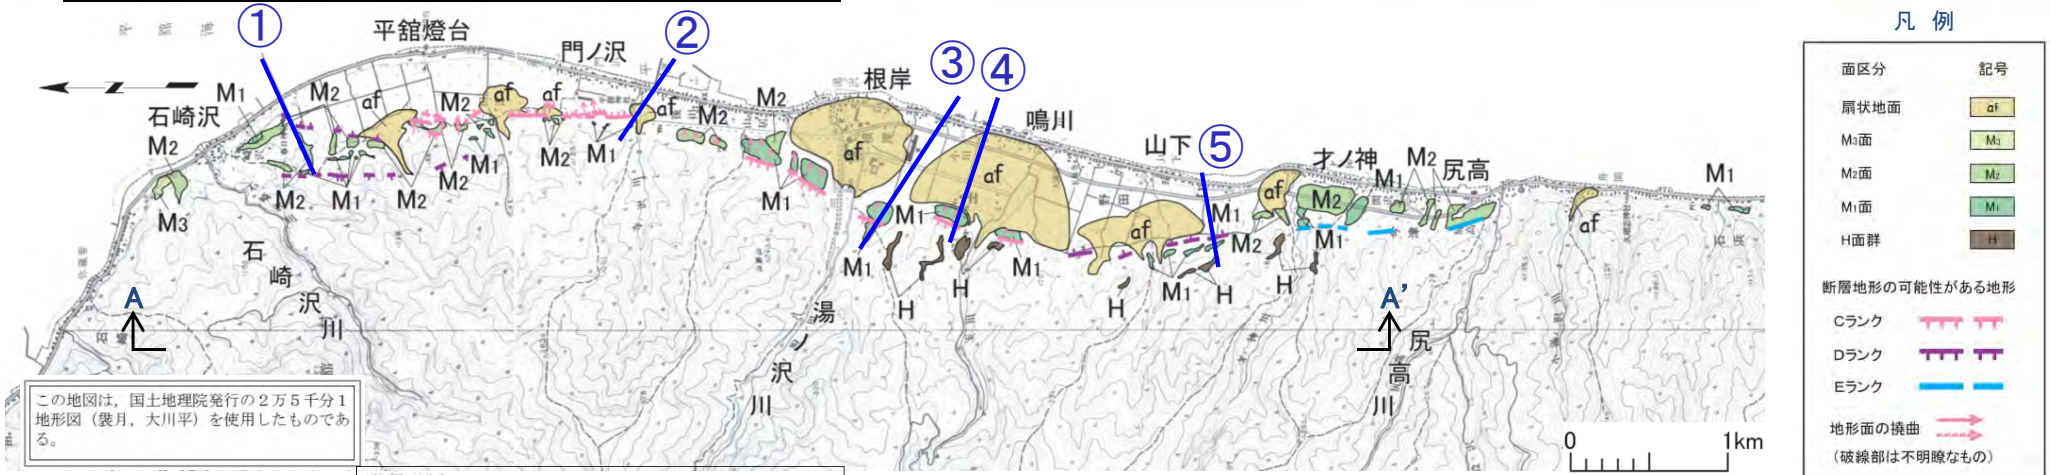 ①
②
③
④
⑤
平舘燈台
門ノ沢
根岸
鳴川
山下
才ノ神
尻高
石崎沢
M1
M2
af
M2
af
af
af
M2
M2
M2
M3
M2
M1
M2
M2
M1
M2
M1
M1
af
M1
M1
af
M1
H
H
af
M1
M1
H
H
M1
M2
af
H
M2
M1
M1
M2
af
M1
石崎沢川
湯ノ沢川
尻高川
A
A’
この地図は，国土地理院発行の２万５千分１
地形図（袰月，大川平）を使用したものであ
る。
0 1km
凡 例
面区分 記号
扇状地面 af
M3面 M3
M2面 M2
M1面 M1
H面群 H
断層地形の可能性がある地形
Cランク
Dランク
Eランク
地形面の撓曲
（破線部は不明瞭なもの）